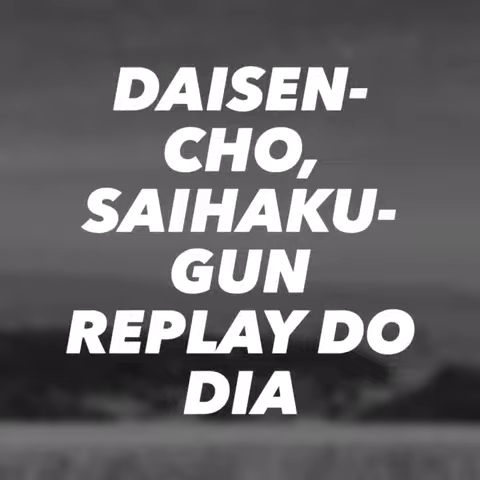 DAISEN-
CHO,
SAIHAKU-
GUN
REPLAY DO
DIA